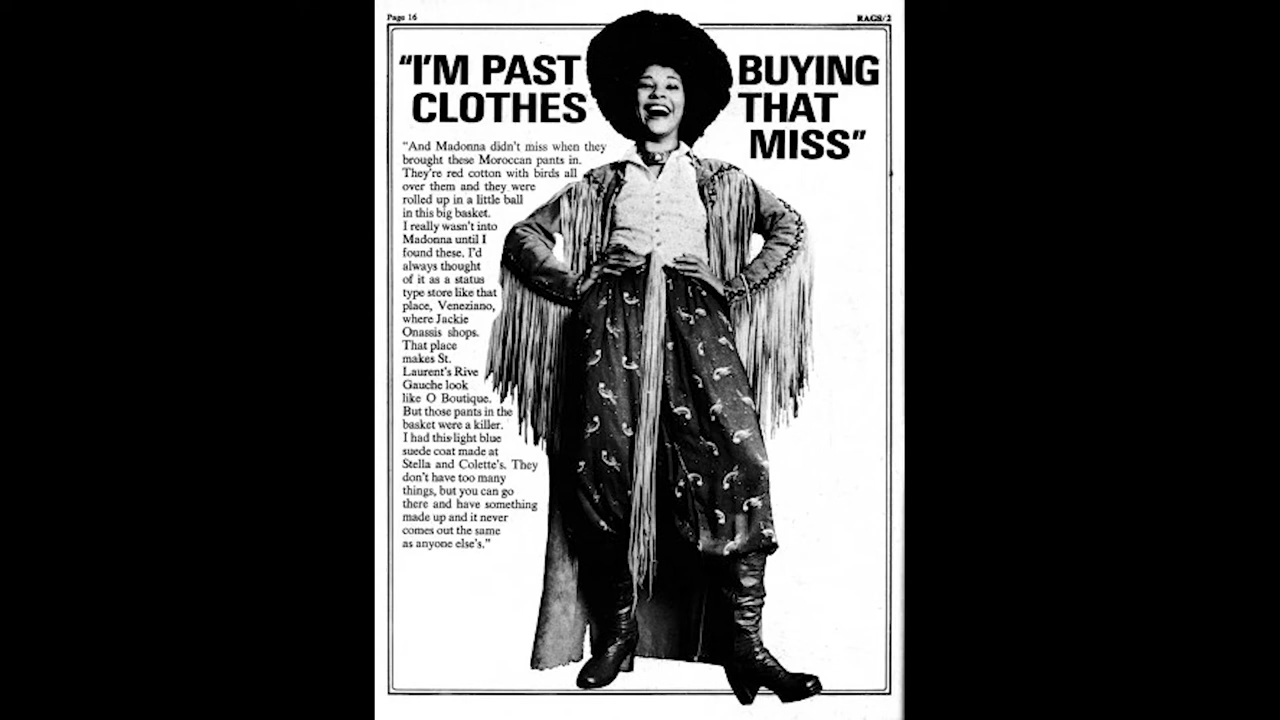 Page 16
RAGS/2
“I’M PAST BUYING
CLOTHES THAT
MISS”
“And Madonna didn’t miss when they
brought these Moroccan pants in.
They’re red cotton with birds all
over them and they were
rolled up in a little ball
in this big basket.
I really wasn’t into
Madonna until I
found these. I’d
always thought
of it as a status
type store like that
place, Veneziano,
where Jackie
Onassis shops.
That place
makes St.
Laurent’s Rive
Gauche look
like O Boutique.
But those pants in the
basket were a killer.
I had this light blue
suede coat made at
Stella and Colette’s. They
don’t have too many
things, but you can go
there and have something
made up and it never
comes out the same
as anyone else’s.”